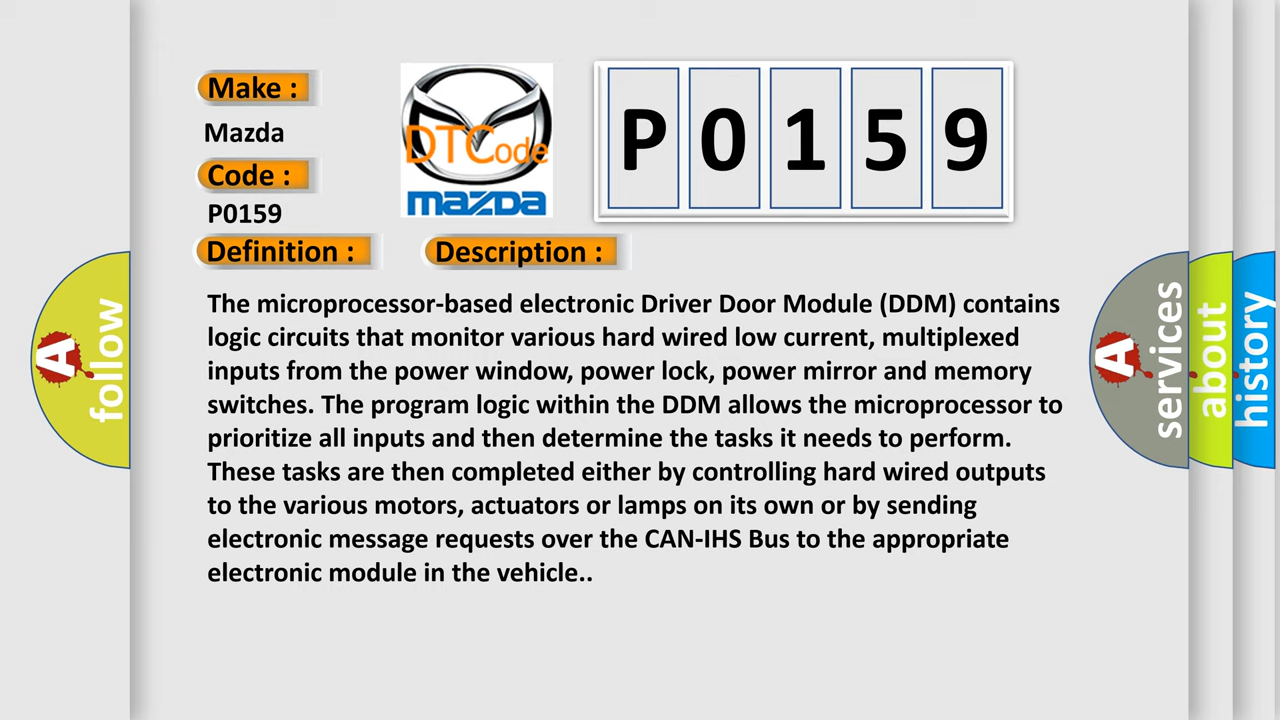 Make :
Mazda
Code :
P0159
Definition :
Description :
DTCode
mazda
P0159
The microprocessor-based electronic Driver Door Module (DDM) contains
logic circuits that monitor various hard wired low current, multiplexed
inputs from the power window, power lock, power mirror and memory
switches. The program logic within the DDM allows the microprocessor to
prioritize all inputs and then determine the tasks it needs to perform.
These tasks are then completed either by controlling hard wired outputs
to the various motors, actuators or lamps on its own or by sending
electronic message requests over the CAN-IHS Bus to the appropriate
electronic module in the vehicle..
A
follow
A
services
about
history